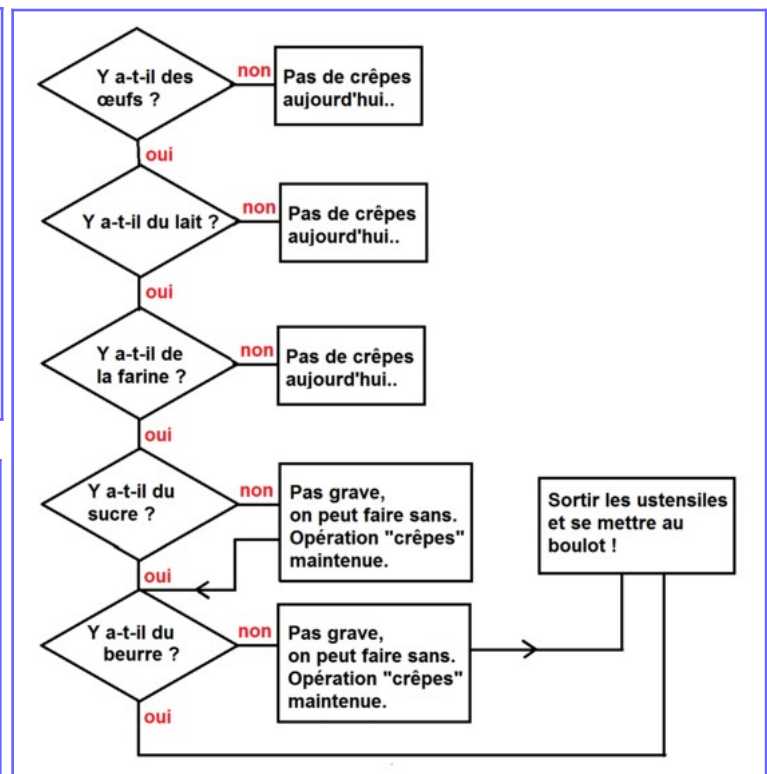 Y a-t-il des
œufs ?
non
Pas de crêpes
aujourd'hui..
oui
Y a-t-il du lait ?
non
Pas de crêpes
aujourd'hui..
oui
Y a-t-il de
la farine ?
non
Pas de crêpes
aujourd'hui..
oui
Y a-t-il du
sucre ?
non
Pas grave,
on peut faire sans.
Opération "crêpes"
maintenue.
oui
Y a-t-il du
beurre ?
non
Pas grave,
on peut faire sans.
Opération "crêpes"
maintenue.
oui
Sortir les ustensiles
et se mettre au
boulot !